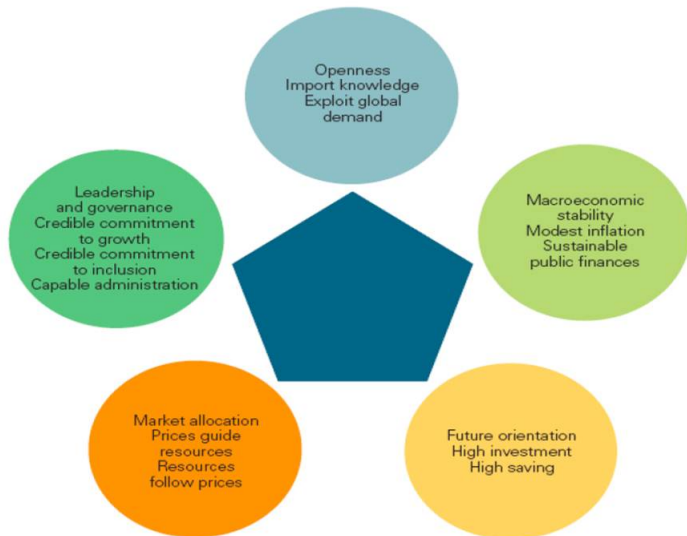 Openness
Import knowledge
Exploit global
demand
Leadership
and governance
Credible commitment
to growth
Credible commitment
to inclusion
Capable administration
Macroeconomic
stability
Modest inflation
Sustainable
public finances
Market allocation
Prices guide
resources
Resources
follow prices
Future orientation
High investment
High saving